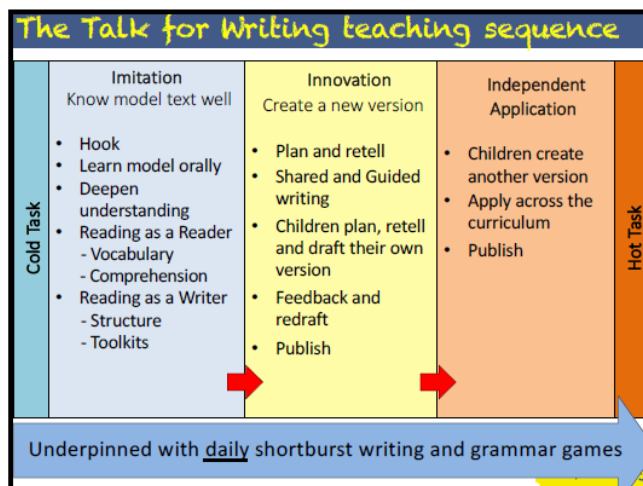 The Talk for Writing teaching sequence
Cold Task
Imitation
Know model text well
• Hook
• Learn model orally
• Deepen
understanding
• Reading as a Reader
- Vocabulary
- Comprehension
• Reading as a Writer
- Structure
- Toolkits
Innovation
Create a new version
• Plan and retell
• Shared and Guided
writing
• Children plan, retell
and draft their own
version
• Feedback and
redraft
• Publish
Independent
Application
• Children create
another version
• Apply across the
curriculum
• Publish
Hot Task
Underpinned with daily shortburst writing and grammar games